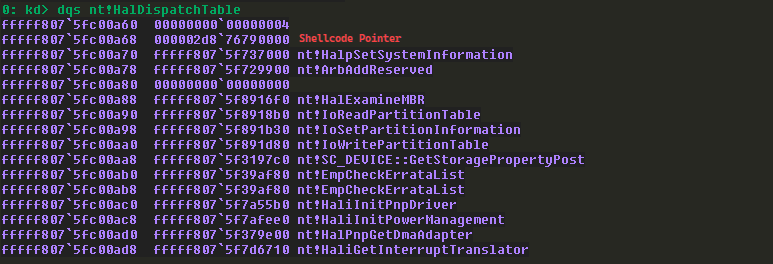 0: kd> dqs nt!HalDispatchTable
fffff807`5fc00a60  00000000`00000004
fffff807`5fc00a68  000002d8`76790000 Shellcode Pointer
fffff807`5fc00a70  fffff807`5f737000 nt!HalpSetSystemInformation
fffff807`5fc00a78  fffff807`5f729900 nt!ArbAddReserved
fffff807`5fc00a80  00000000`00000000
fffff807`5fc00a88  fffff807`5f8916f0 nt!HalExamineMBR
fffff807`5fc00a90  fffff807`5f8918b0 nt!IoReadPartitionTable
fffff807`5fc00a98  fffff807`5f891b30 nt!IoSetPartitionInformation
fffff807`5fc00aa0  fffff807`5f891d80 nt!IoWritePartitionTable
fffff807`5fc00aa8  fffff807`5f3197c0 nt!SC_DEVICE::GetStoragePropertyPost
fffff807`5fc00ab0  fffff807`5f39af80 nt!EmpCheckErrataList
fffff807`5fc00ab8  fffff807`5f39af80 nt!EmpCheckErrataList
fffff807`5fc00ac0  fffff807`5f7a55b0 nt!HaliInitPnpDriver
fffff807`5fc00ac8  fffff807`5f7afee0 nt!HaliInitPowerManagement
fffff807`5fc00ad0  fffff807`5f379e00 nt!HalPnpGetDmaAdapter
fffff807`5fc00ad8  fffff807`5f7d6710 nt!HaliGetInterruptTranslator